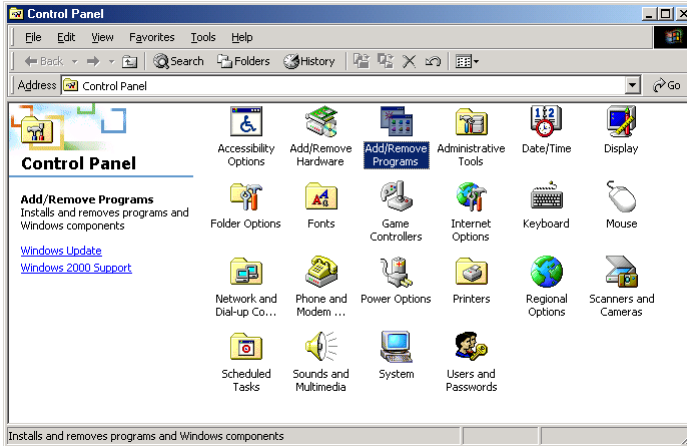 Control Panel
File Edit View Favorites Tools Help
Back Search Folders History
Address Control Panel Go
Control Panel
Add/Remove Programs
Installs and removes programs and
Windows components
Windows Update
Windows 2000 Support
Accessibility
Options
Add/Remove
Hardware
Add/Remove
Programs
Administrative
Tools
Date/Time
Display
Folder Options
Fonts
Game
Controllers
Internet
Options
Keyboard
Mouse
Network and
Dial-up Co...
Phone and
Modem ...
Power Options
Printers
Regional
Options
Scanners and
Cameras
Scheduled
Tasks
Sounds and
Multimedia
System
Users and
Passwords
Installs and removes programs and Windows components